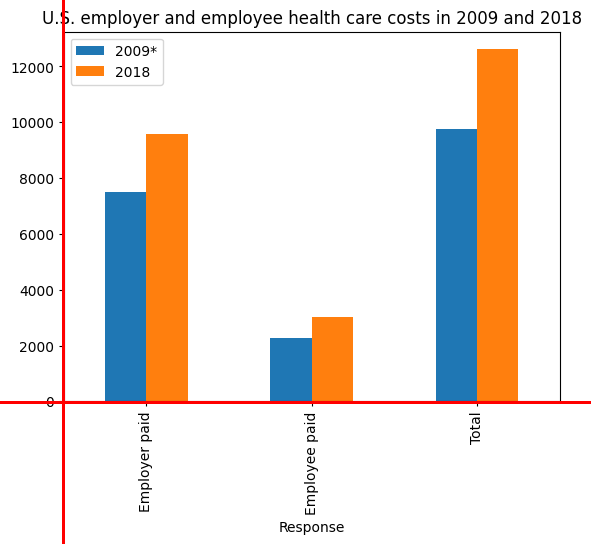 U.S. employer and employee health care costs in 2009 and 2018
2009*
2018
12000
10000
8000
6000
4000
2000
0
Employer paid
Employee paid
Total
Response